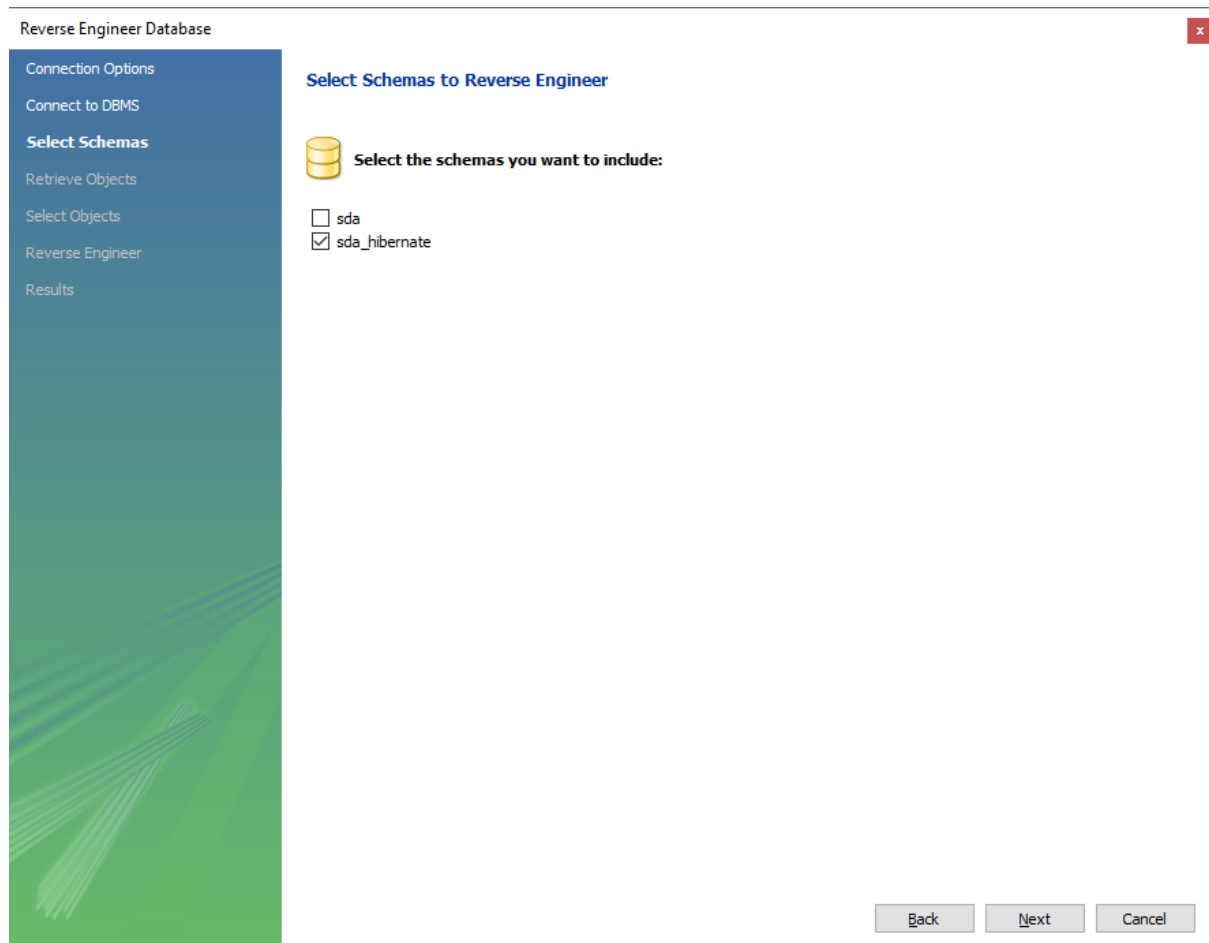 Reverse Engineer Database
x
Connection Options
Connect to DBMS
Select Schemas
Retrieve Objects
Select Objects
Reverse Engineer
Results
Select Schemas to Reverse Engineer
Select the schemas you want to include:
sda
sda_hibernate
Back Next Cancel